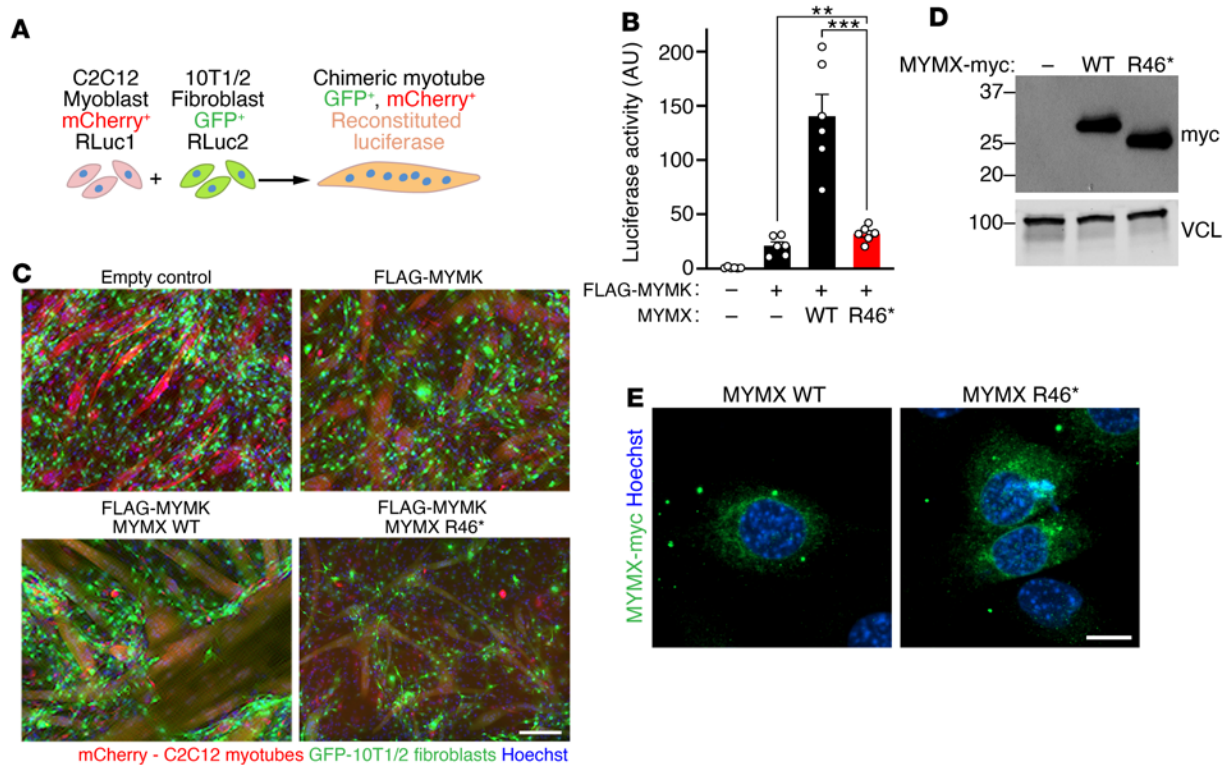 A
C2C12
Myoblast
mCherry⁺
RLuc1
+
10T1/2
Fibroblast
GFP⁺
RLuc2
Chimeric myotube
GFP⁺, mCherry⁺
Reconstituted
luciferase
B
**
***
Luciferase activity (AU)
200
150
100
50
0
FLAG-MYMK: – + + +
MYMX: – – WT R46*
C
Empty control
FLAG-MYMK
FLAG-MYMK
MYMX WT
FLAG-MYMK
MYMX R46*
mCherry - C2C12 myotubes GFP-10T1/2 fibroblasts Hoechst
D
MYMX-myc: – WT R46*
37
25
20
myc
100
VCL
E
MYMX WT
MYMX R46*
MYMX-myc Hoechst